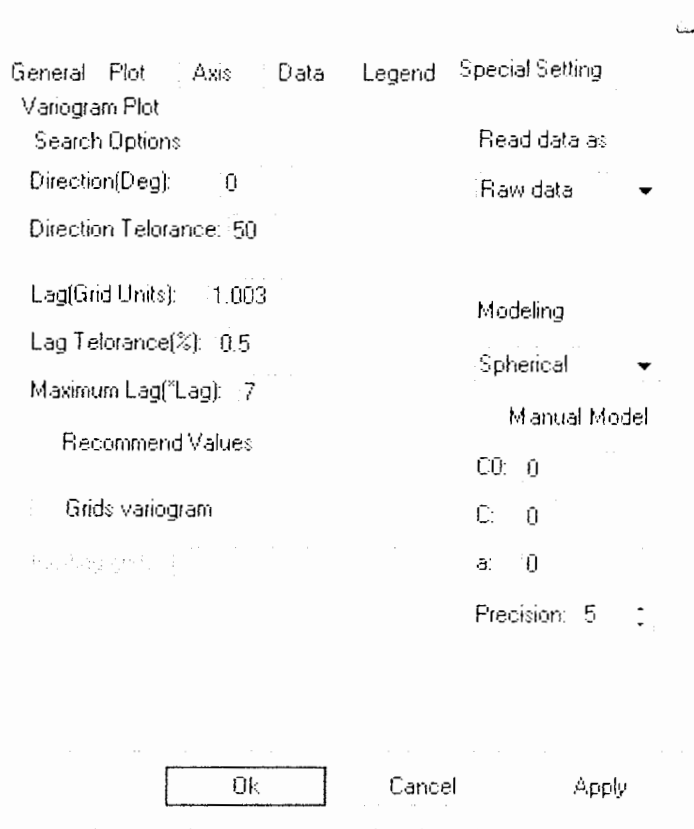 General Plot Axis Data Legend Special Setting
Variogram Plot
Search Options
Direction(Deg): 0
Direction Telorance: 50
Lag(Grid Units): 1.003
Lag Telorance(%): 0.5
Maximum Lag(*Lag): 7
Recommend Values
Grids variogram
Read data as
Raw data
Modeling
Spherical
Manual Model
C0: 0
C: 0
a: 0
Precision: 5
Ok Cancel Apply